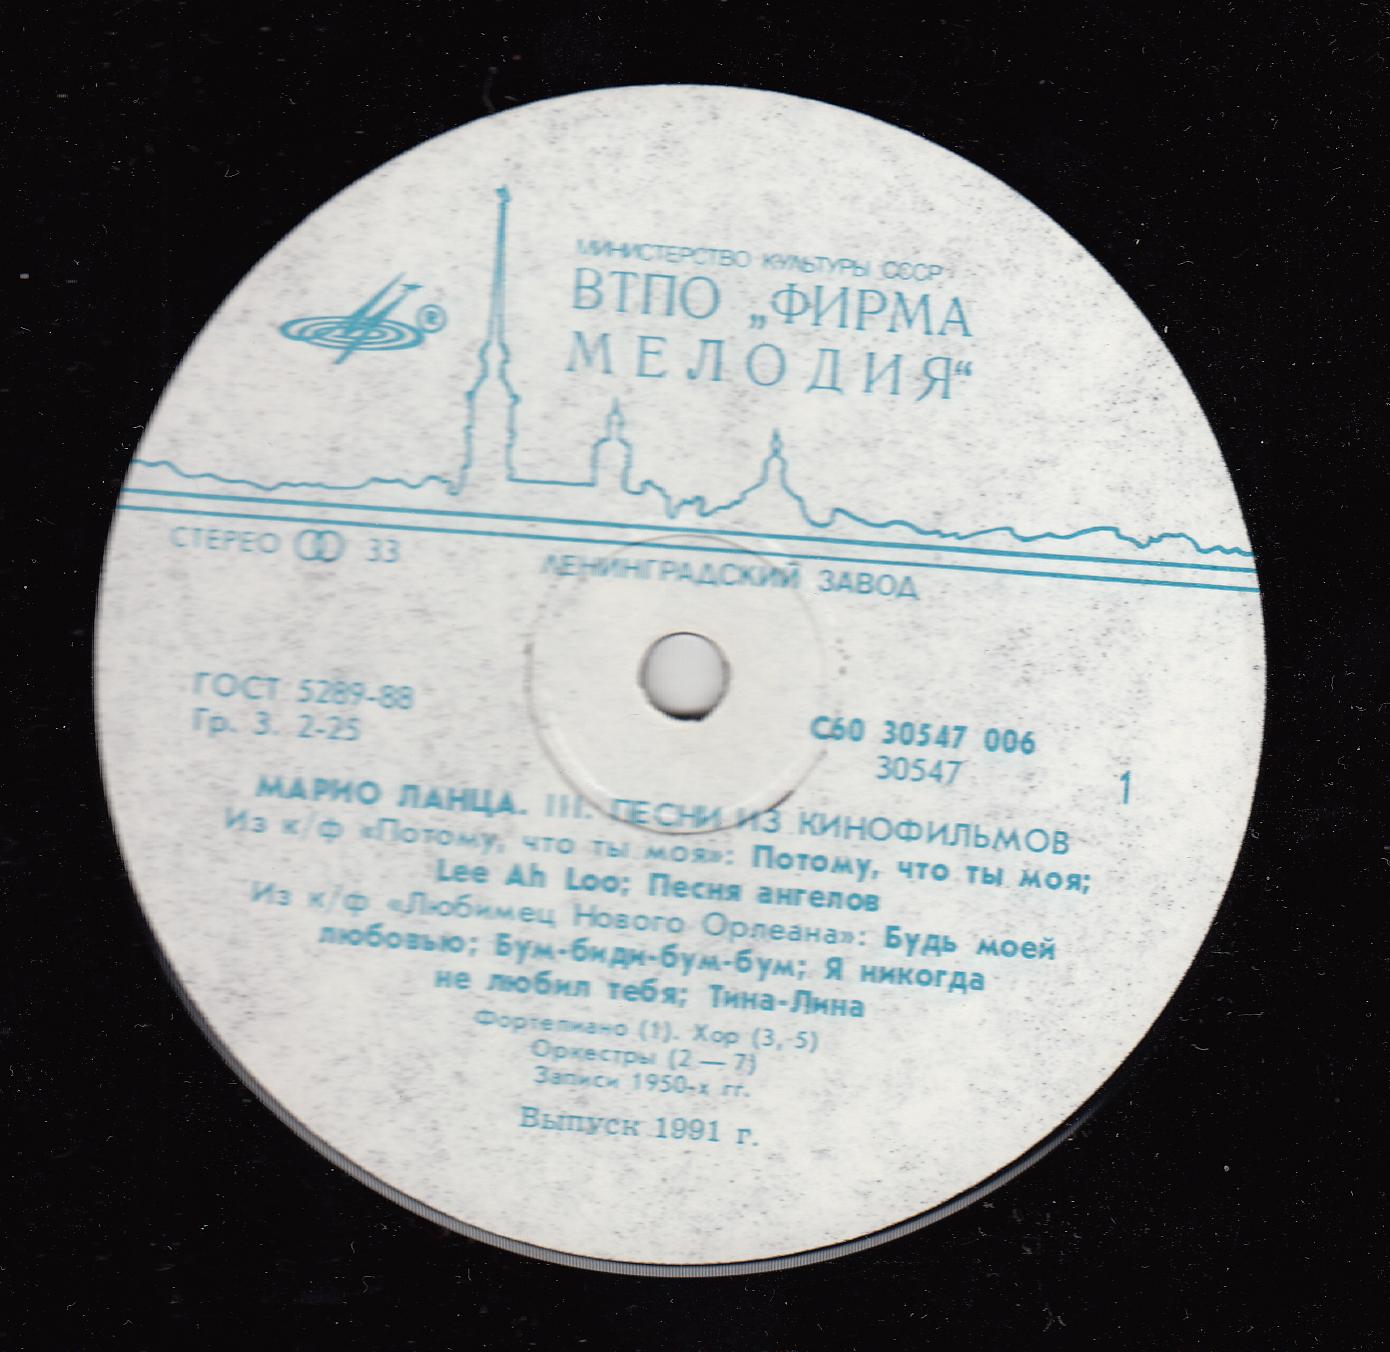 МИНИСТЕРСТВО КУЛЬТУРЫ СССР
ВТПО „ФИРМА
МЕЛОДИЯ“
®
СТЕРЕО 33
ЛЕНИНГРАДСКИЙ ЗАВОД
ГОСТ 5289-88
Гр. 3. 2-25
С60 30547 006
30547
1
МАРИО ЛАНЦА. III. ПЕСНИ ИЗ КИНОФИЛЬМОВ
Из к/ф «Потому, что ты моя»: Потому, что ты моя;
Lee Ah Loo; Песня ангелов
Из к/ф «Любимец Нового Орлеана»: Будь моей
любовью; Бум-биди-бум-бум; Я никогда
не любил тебя; Тина-Лина
Фортепиано (1). Хор (3, 5)
Оркестры (2 — 7)
Записи 1950-х гг.
Выпуск 1991 г.